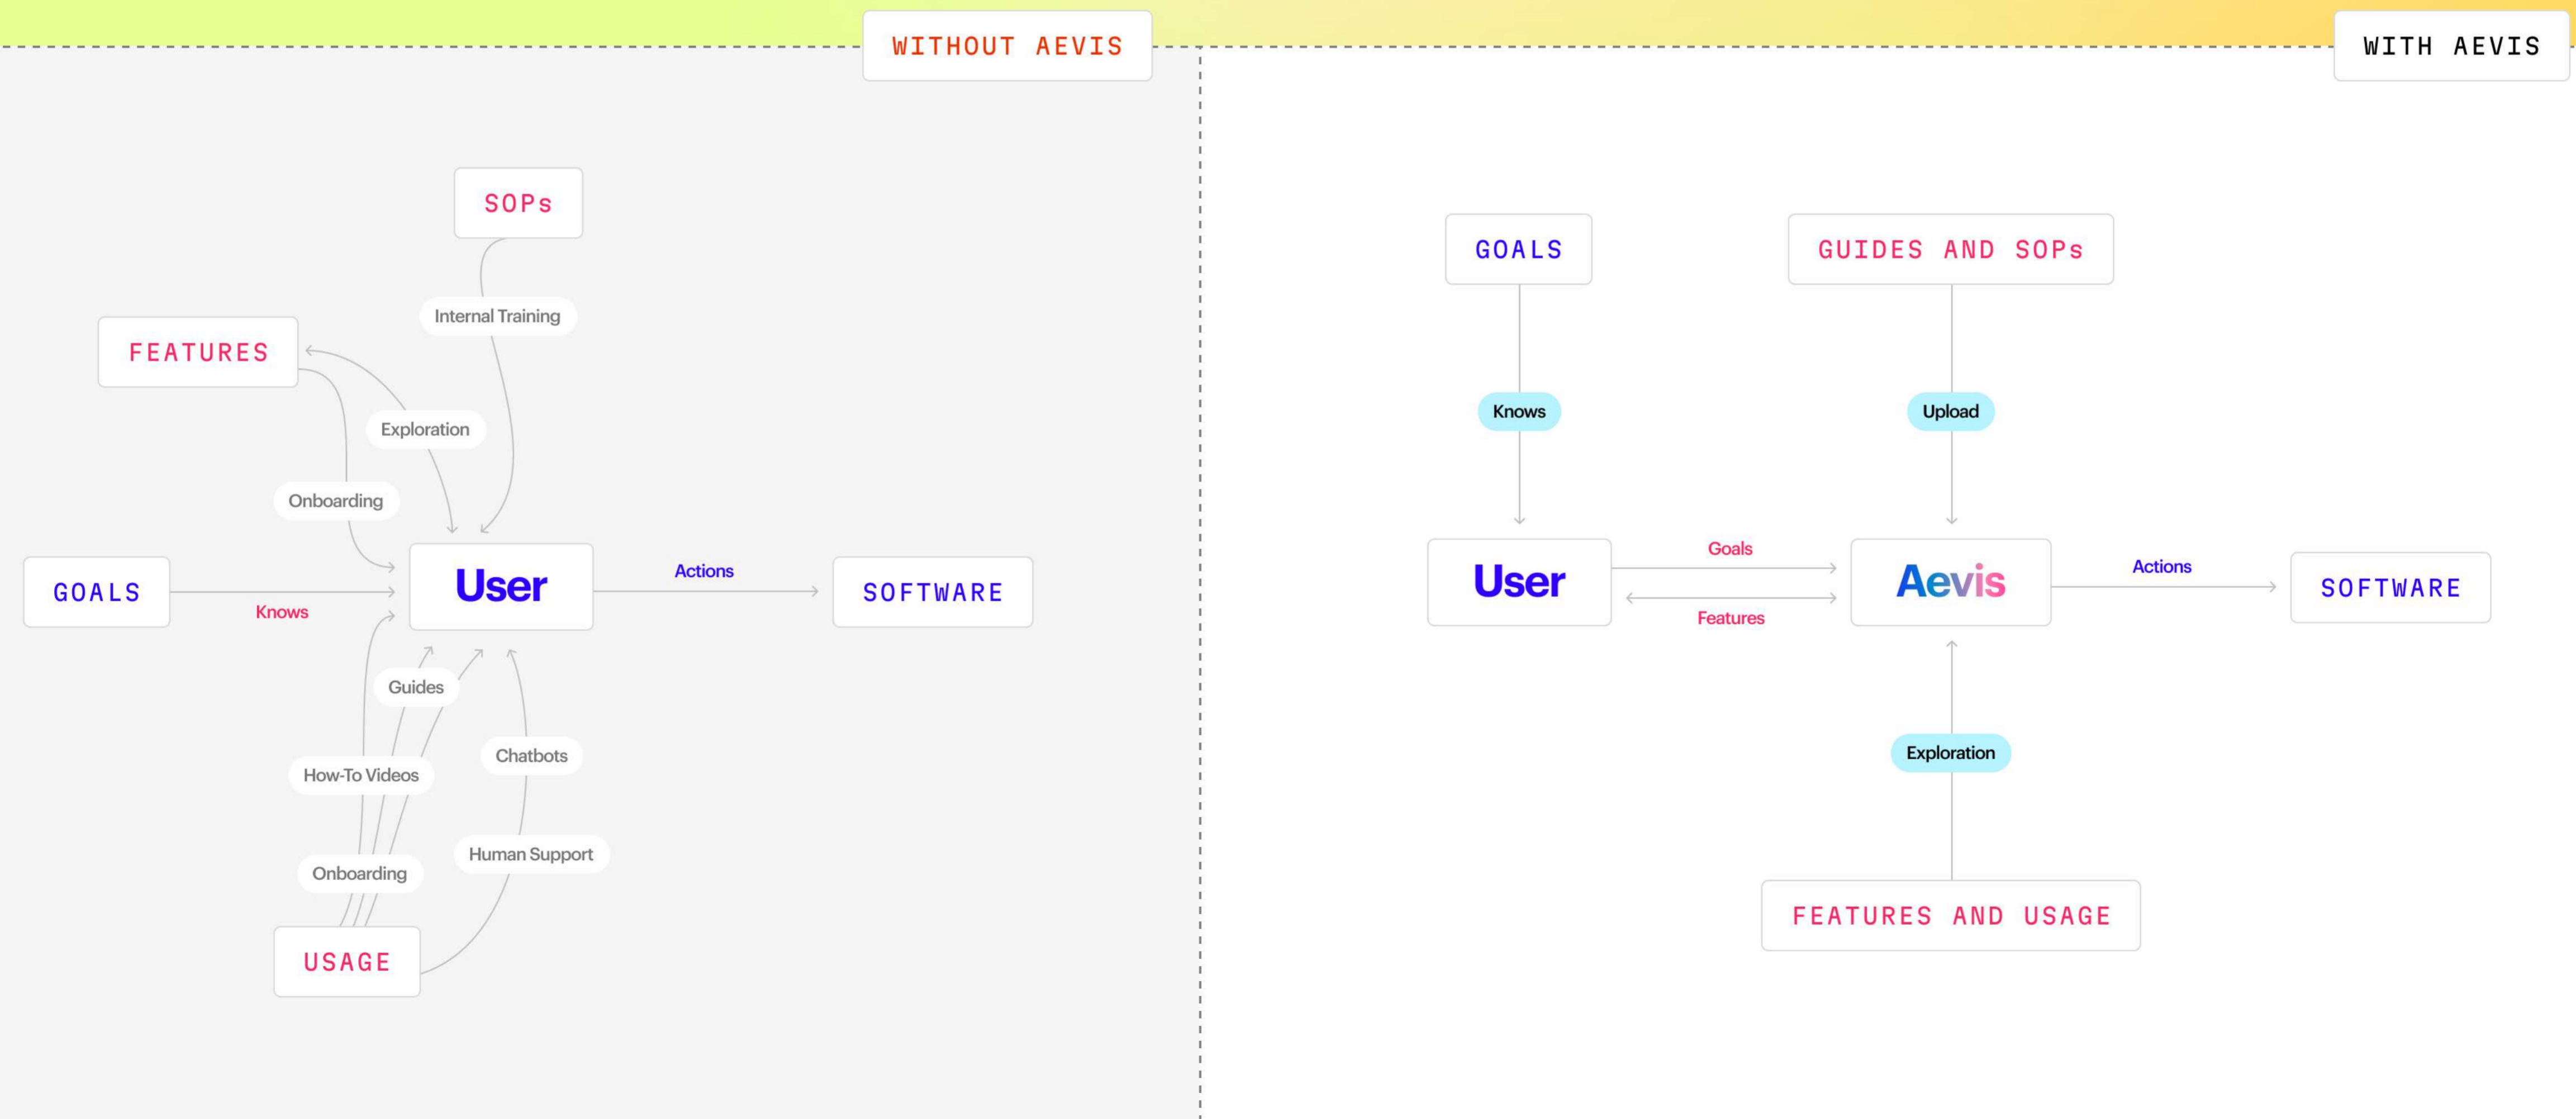 WITHOUT AEVIS
SOPs
Internal Training
FEATURES
Exploration
Onboarding
GOALS
Knows
User
Actions
SOFTWARE
Guides
Chatbots
How-To Videos
Human Support
Onboarding
USAGE
WITH AEVIS
GOALS
GUIDES AND SOPs
Knows
Upload
User
Goals
Features
Aevis
Actions
SOFTWARE
Exploration
FEATURES AND USAGE